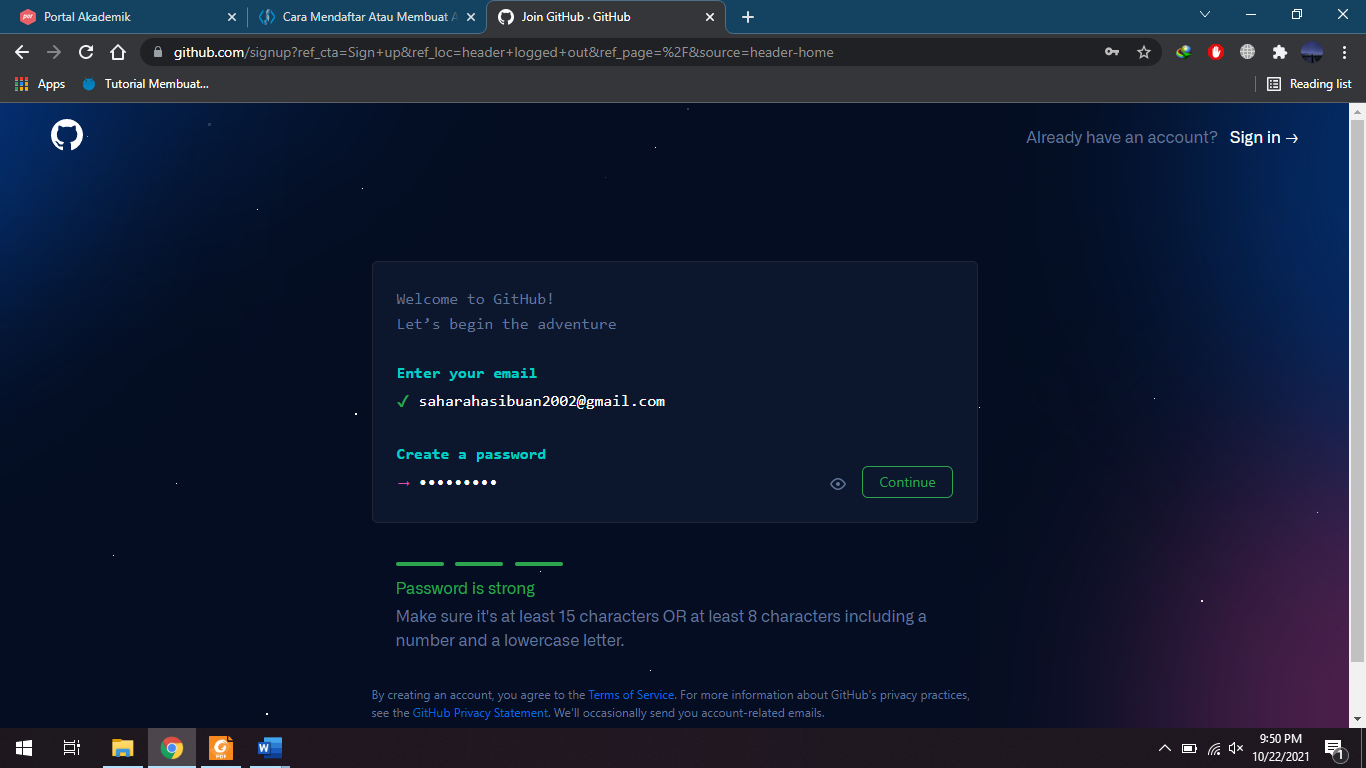 Portal Akademik
Cara Mendaftar Atau Membuat A
Join GitHub · GitHub
github.com/signup?ref_cta=Sign+up&ref_loc=header+logged+out&ref_page=%2F&source=header-home
Apps
Tutorial Membuat...
Reading list
Already have an account? Sign in →
Welcome to GitHub!
Let’s begin the adventure
Enter your email
✓ saharahasibuan2002@gmail.com
Create a password
→ •••••••••
Continue
Password is strong
Make sure it's at least 15 characters OR at least 8 characters including a
number and a lowercase letter.
By creating an account, you agree to the Terms of Service. For more information about GitHub's privacy practices,
see the GitHub Privacy Statement. We'll occasionally send you account-related emails.
9:50 PM
10/22/2021
1